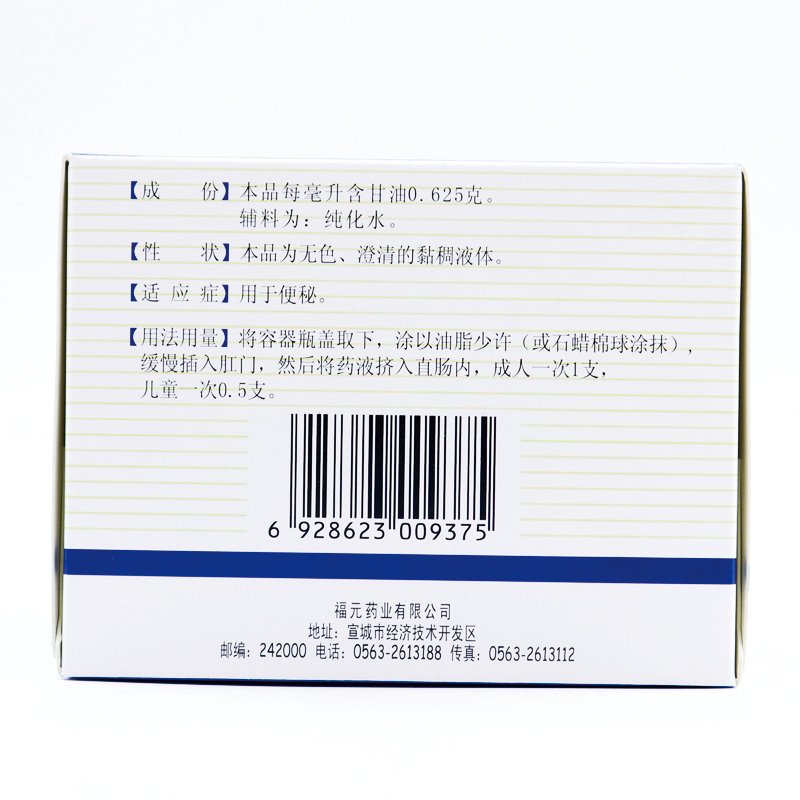 【成　份】本品每毫升含甘油0.625克。
辅料为：纯化水。
【性　状】本品为无色、澄清的黏稠液体。
【适应症】用于便秘。
【用法用量】将容器瓶盖取下，涂以油脂少许（或石蜡棉球涂抹），
缓慢插入肛门，然后将药液挤入直肠内，成人一次1支，
儿童一次0.5支。
6 928623 009375
福元药业有限公司
地址：宣城市经济技术开发区
邮编：242000 电话：0563-2613188 传真：0563-2613112